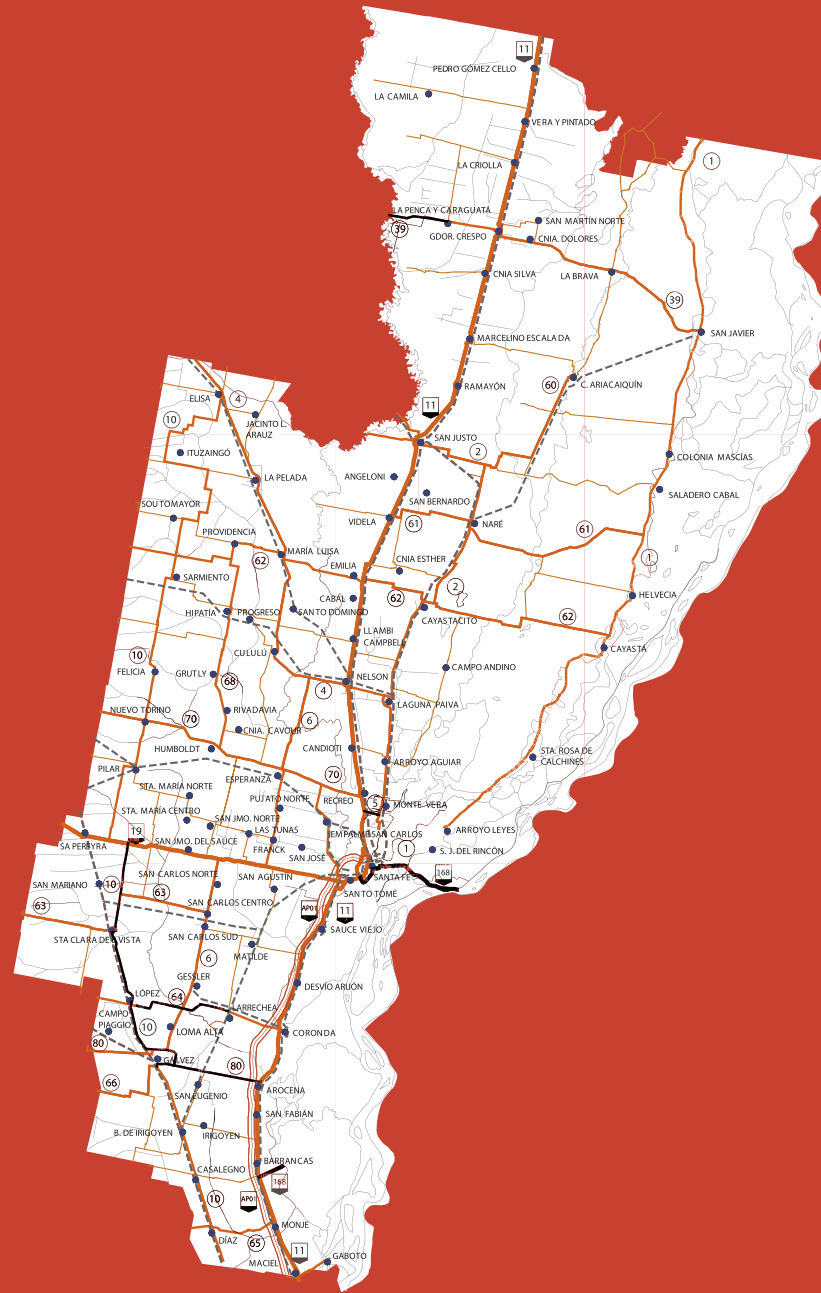 11
PEDRO GÓMEZ CELLO
LA CAMILA
VERA Y PINTADO
1
LA CRIOLLA
LA PENCA Y CARAGUATÁ
39
SAN MARTÍN NORTE
GDOR. CRESPO
CNIA. DOLORES
CNIA SILVA
LA BRAVA
39
SAN JAVIER
MARCELINO ESCALADA
RAMAYÓN
60
C. ARIACAIQUÍN
ELISA
4
11
10
JACINTO L.
ARAUZ
SAN JUSTO
2
ITUZAINGÓ
COLONIA MASCÍAS
LA PELADA
ANGELONI
SALADERO CABAL
SAN BERNARDO
SOUTOMAYOR
VIDELA
61
NARÉ
61
PROVIDENCIA
MARÍA LUISA
62
EMILIA
CNIA ESTHER
1
SARMIENTO
2
CABAL
62
HELVECIA
HIPATÍA
PROGRESO
SANTO DOMINGO
CAYASTACITO
62
LLAMBI
CAMPBELL
CULULÚ
CAYASTÁ
10
FELICIA
GRUTLY
68
NELSON
CAMPO ANDINO
4
LAGUNA PAIVA
NUEVO TORINO
70
RIVADAVIA
6
CNIA. CAVOUR
HUMBOLDT
CANDIOTI
STA. ROSA DE
CALCHINES
PILAR
ESPERANZA
70
ARROYO AGUIAR
STA. MARÍA NORTE
PUJATO NORTE
RECREO
5
MONTE VERA
STA. MARÍA CENTRO
SAN JMO. NORTE
19
LAS TUNAS
EMPALME SAN CARLOS
ARROYO LEYES
SA PEREYRA
SAN JMO. DEL SAUCE
FRANCK
SAN JOSÉ
1
S. J. DEL RINCÓN
SAN CARLOS NORTE
SAN AGUSTÍN
SANTA FE
168
SAN MARIANO
10
63
SANTO TOMÉ
63
SAN CARLOS CENTRO
AP01
11
SAUCE VIEJO
STA CLARA DE B. VISTA
SAN CARLOS SUD
MATILDE
6
GESSLER
DESVÍO ARIJÓN
LÓPEZ
64
LARRECHEA
CAMPO
PIAGGIO
10
LOMA ALTA
CORONDA
80
GÁLVEZ
80
66
SAN EUGENIO
AROCENA
SAN FABIÁN
B. DE IRIGOYEN
IRIGOYEN
CASALEGNO
BARRANCAS
168
10
AP01
MONJE
DÍAZ
65
11
MACIEL
GABOTO